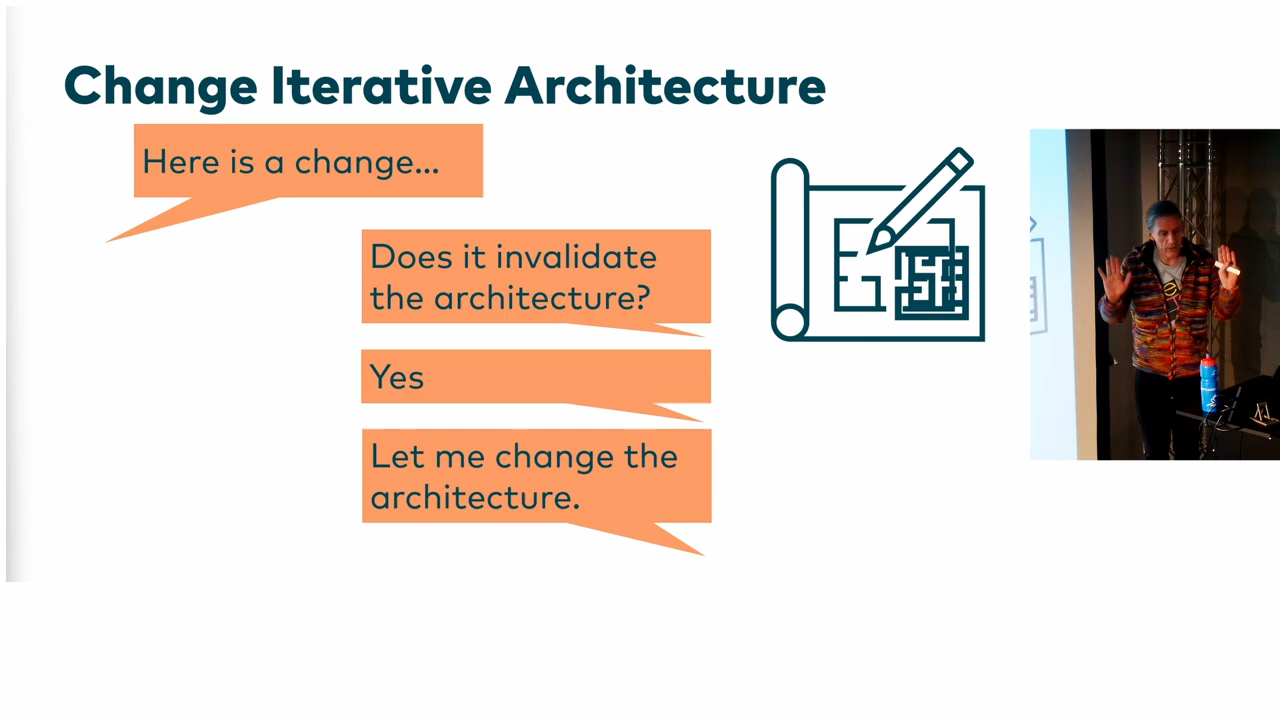 Change Iterative Architecture
Here is a change...
Does it invalidate
the architecture?
Yes
Let me change the
architecture.